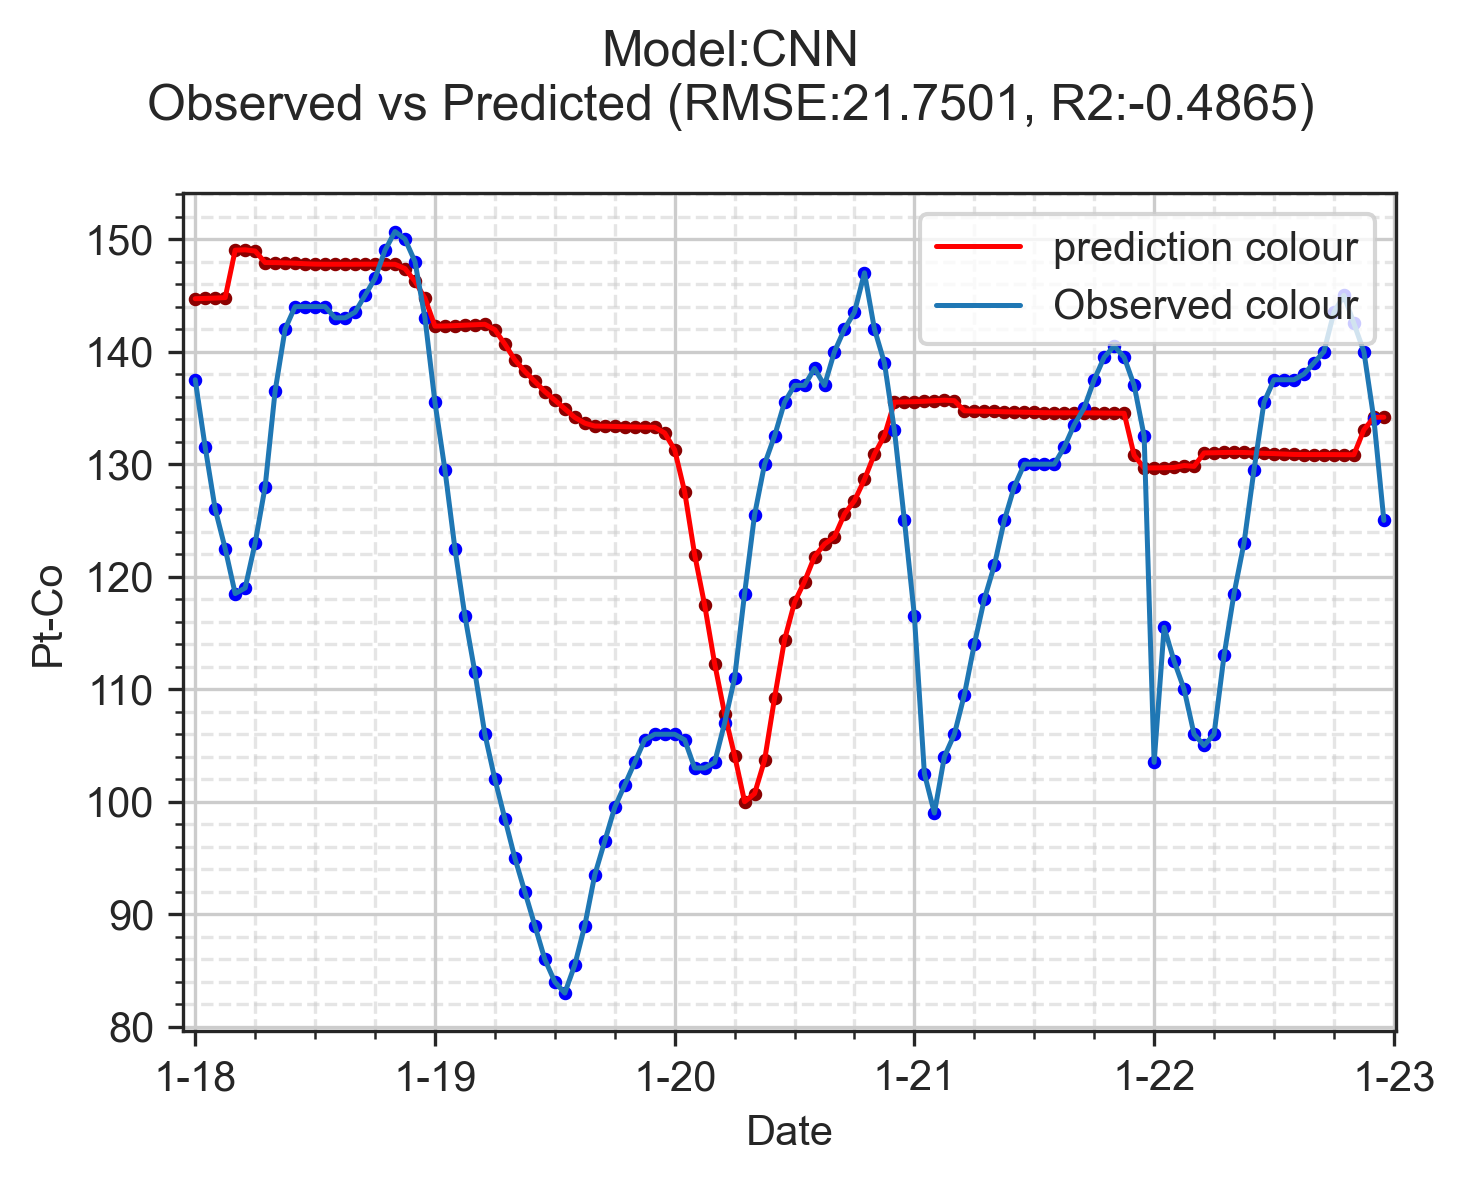 Model:CNN
Observed vs Predicted (RMSE:21.7501, R2:-0.4865)
prediction colour
Observed colour
150
140
130
120
110
100
90
80
Pt-Co
1-18 1-19 1-20 1-21 1-22 1-23
Date